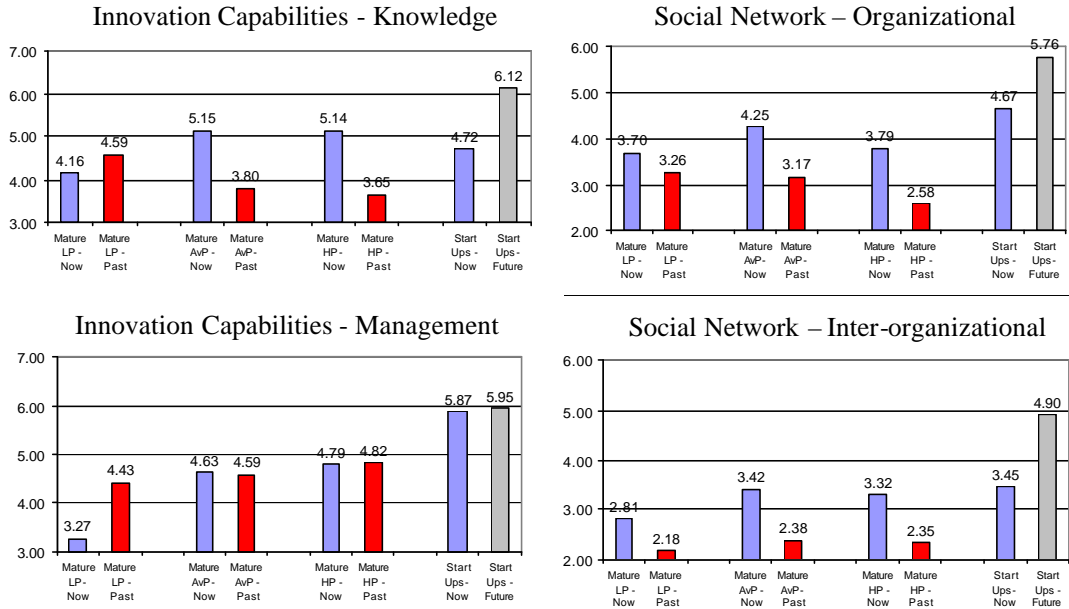 Innovation Capabilities - Knowledge
7.00
6.00
5.00
4.00
3.00
4.16
4.59
5.15
3.80
5.14
3.65
4.72
6.12
Mature LP - Now
Mature LP - Past
Mature AvP - Now
Mature AvP - Past
Mature HP - Now
Mature HP - Past
Start Ups - Now
Start Ups - Future
Social Network – Organizational
6.00
5.00
4.00
3.00
2.00
3.70
3.26
4.25
3.17
3.79
2.58
4.67
5.76
Mature LP - Now
Mature LP - Past
Mature AvP - Now
Mature AvP - Past
Mature HP - Now
Mature HP - Past
Start Ups - Now
Start Ups - Future
Innovation Capabilities - Management
7.00
6.00
5.00
4.00
3.00
3.27
4.43
4.63
4.59
4.79
4.82
5.87
5.95
Mature LP - Now
Mature LP - Past
Mature AvP - Now
Mature AvP - Past
Mature HP - Now
Mature HP - Past
Start Ups- Now
Start Ups - Future
Social Network – Inter-organizational
6.00
5.00
4.00
3.00
2.00
2.81
2.18
3.42
2.38
3.32
2.35
3.45
4.90
Mature LP - Now
Mature LP - Past
Mature AvP - Now
Mature AvP - Past
Mature HP - Now
Mature HP - Past
Start Ups - Now
Start Ups - Future